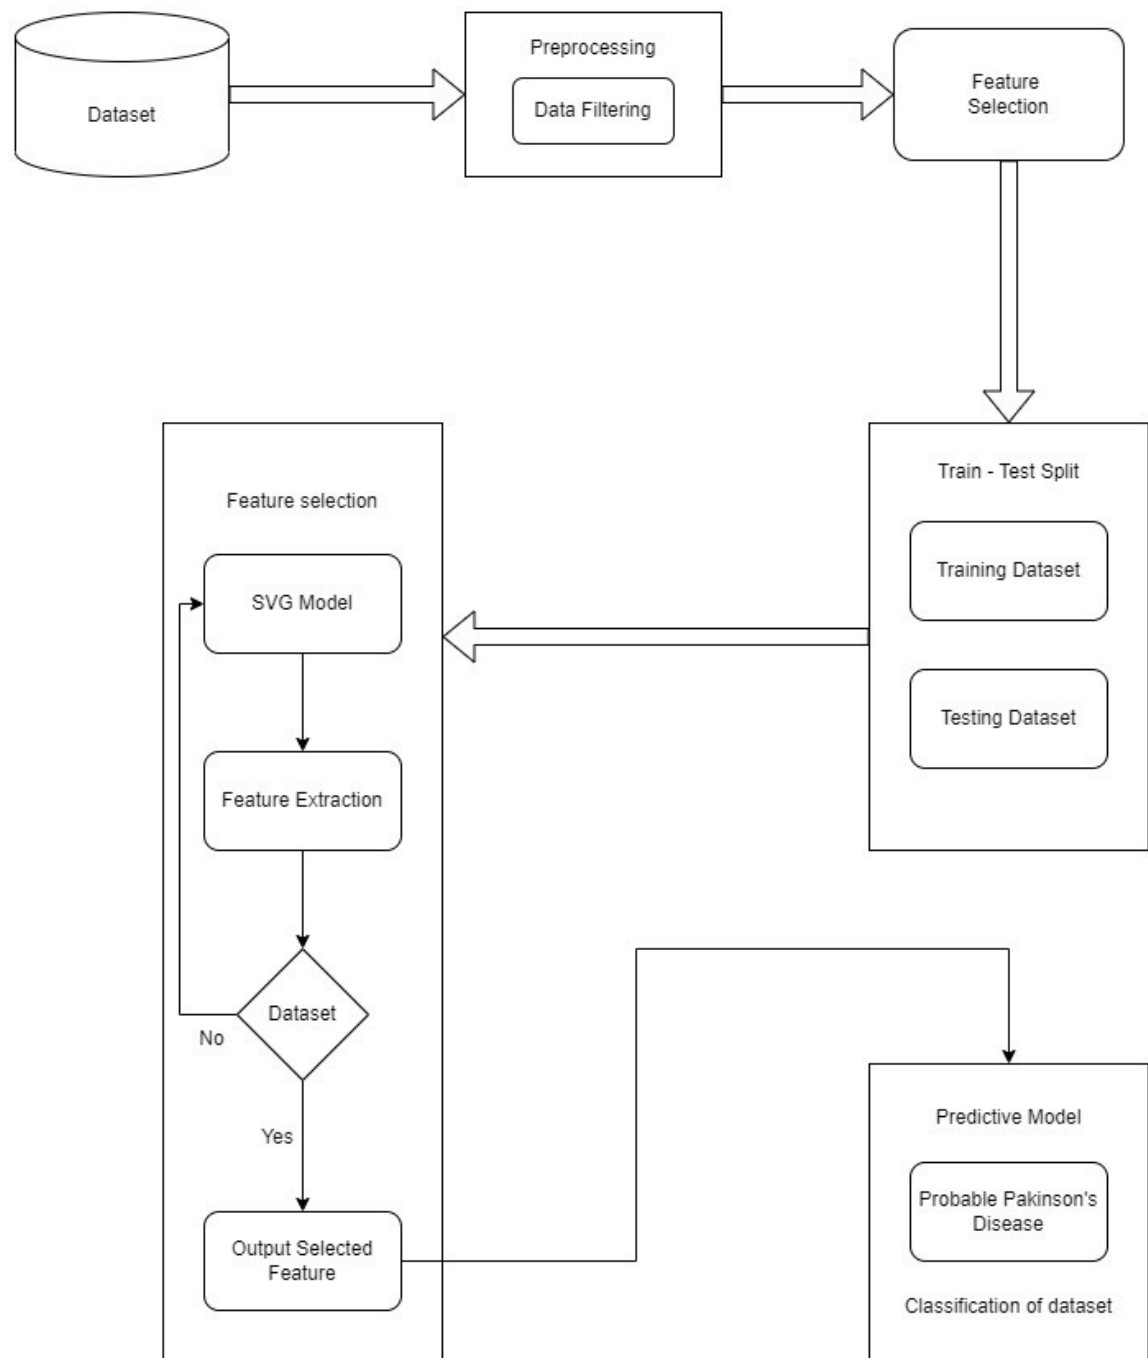 Dataset
Preprocessing
Data Filtering
Feature
Selection
Train - Test Split
Training Dataset
Testing Dataset
Feature selection
SVG Model
Feature Extraction
Dataset
No
Yes
Output Selected
Feature
Predictive Model
Probable Pakinson's
Disease
Classification of dataset